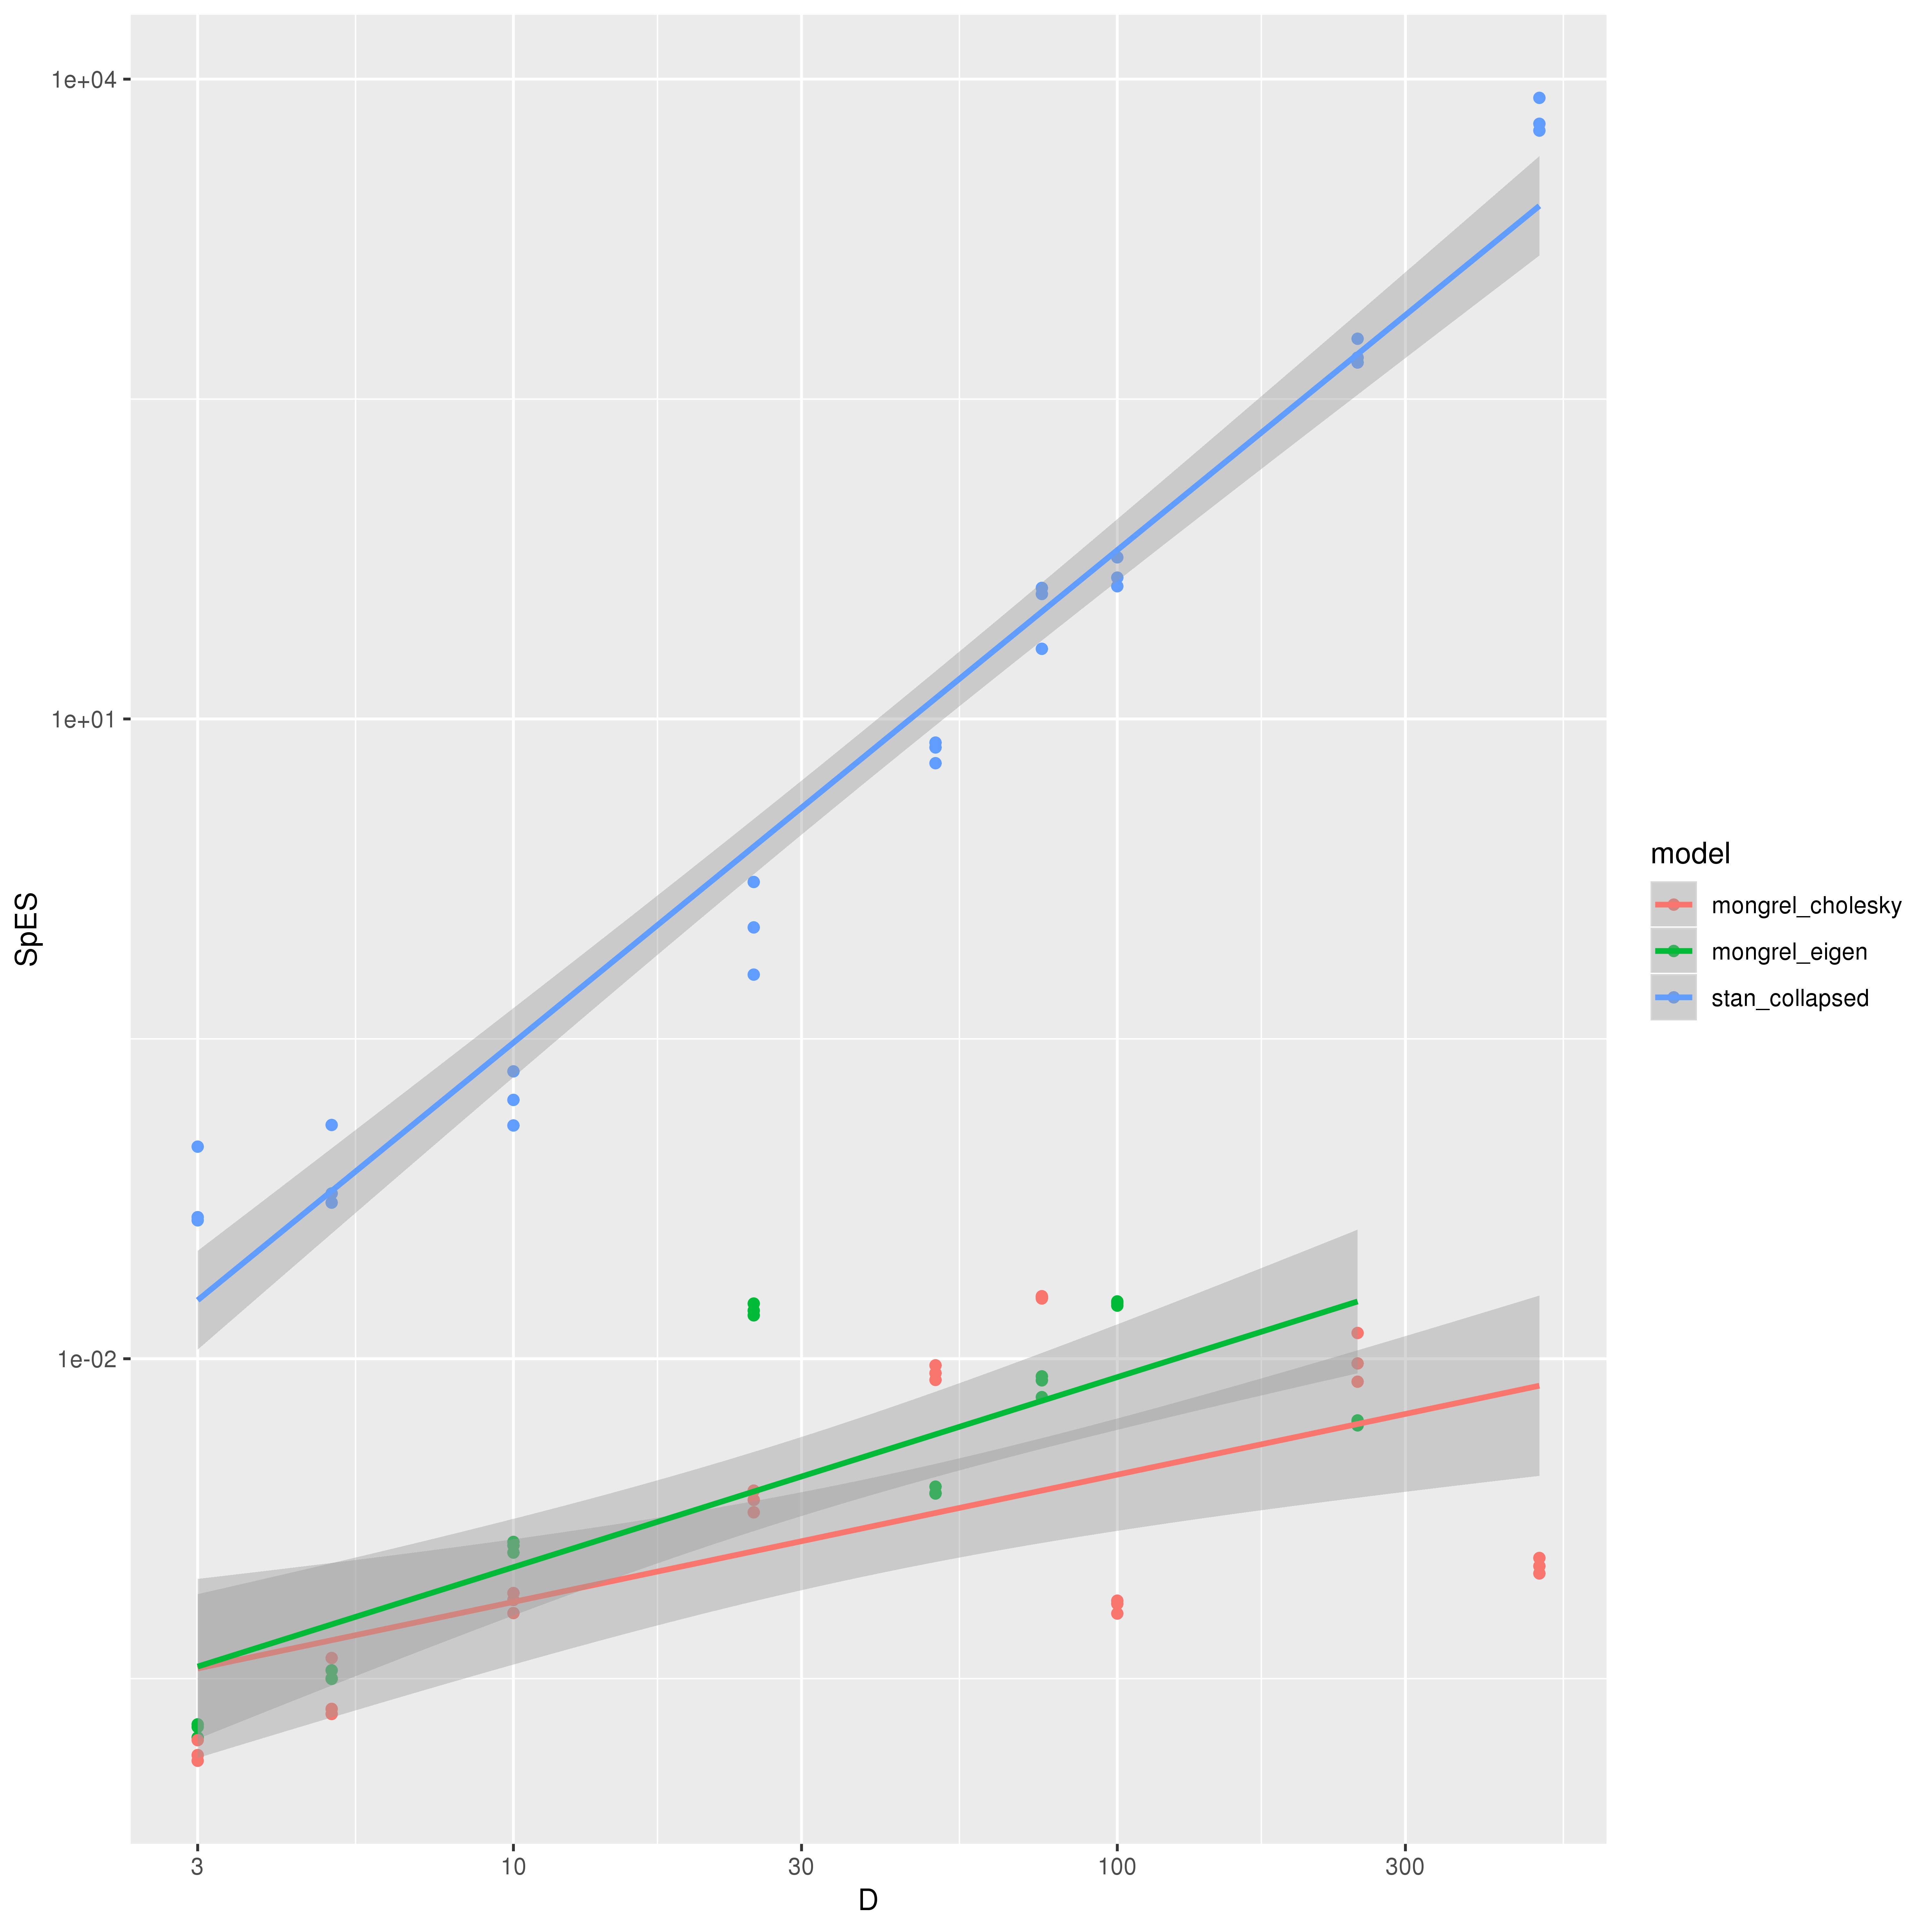 1e+04
1e+01
1e-02
SpES
3
10
30
100
300
D
model
mongrel_cholesky
mongrel_eigen
stan_collapsed